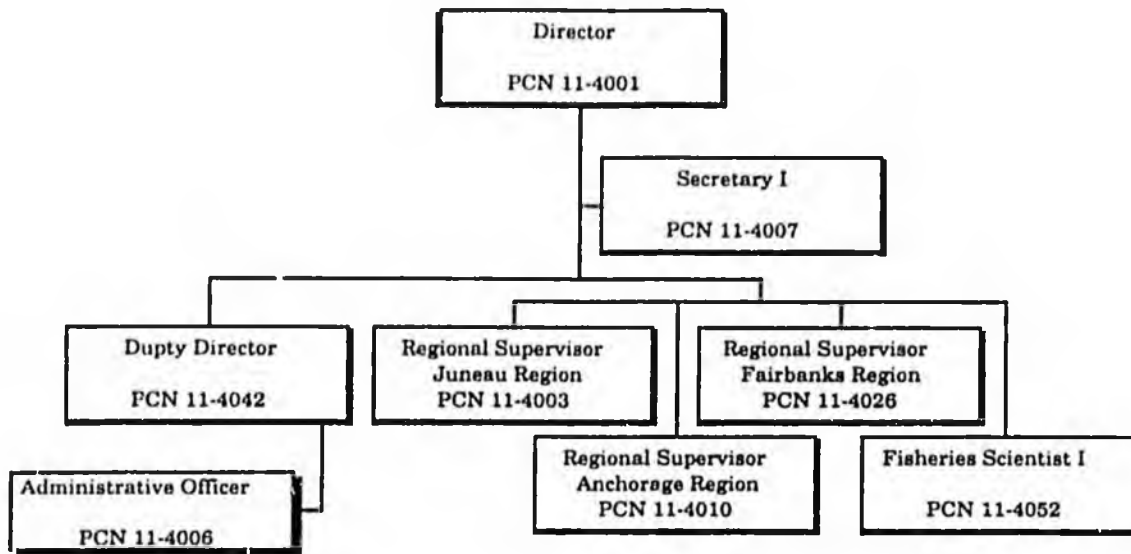 Director
PCN 11-4001
Secretary I
PCN 11-4007
Dupty Director
PCN 11-4042
Regional Supervisor
Juneau Region
PCN 11-4003
Regional Supervisor
Fairbanks Region
PCN 11-4026
Administrative Officer
PCN 11-4006
Regional Supervisor
Anchorage Region
PCN 11-4010
Fisheries Scientist I
PCN 11-4052